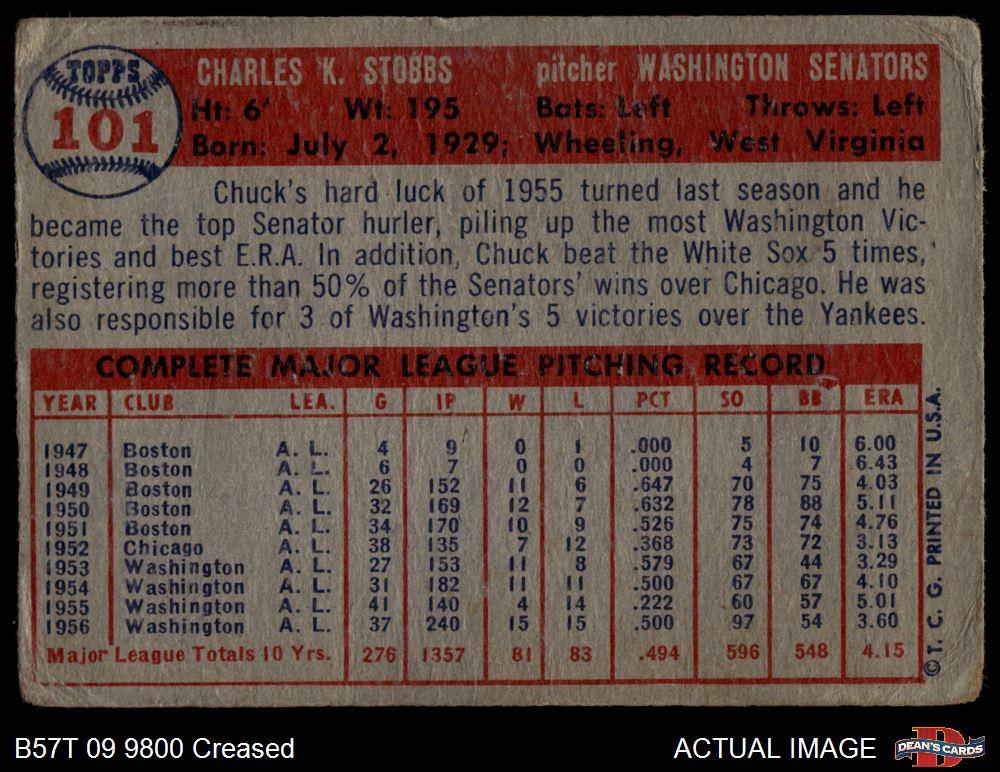 TOPPS
101
CHARLES K. STOBBS pitcher WASHINGTON SENATORS
Ht: 6' Wt: 195 Bats: Left Throws: Left
Born: July 2, 1929; Wheeling, West Virginia
Chuck's hard luck of 1955 turned last season and he
became the top Senator hurler, piling up the most Washington Vic-
tories and best E.R.A. In addition, Chuck beat the White Sox 5 times,
registering more than 50% of the Senators' wins over Chicago. He was
also responsible for 3 of Washington's 5 victories over the Yankees.
COMPLETE MAJOR LEAGUE PITCHING RECORD
YEAR CLUB LEA. G IP W L PCT SO BB ERA
1947 Boston A. L. 4 9 0 1 .000 5 10 6.00
1948 Boston A. L. 6 7 0 0 .000 4 7 6.43
1949 Boston A. L. 26 152 11 6 .647 70 75 4.03
1950 Boston A. L. 32 169 12 7 .632 78 88 5.11
1951 Boston A. L. 34 170 10 9 .526 75 74 4.76
1952 Chicago A. L. 38 135 7 12 .368 73 72 3.13
1953 Washington A. L. 27 153 11 8 .579 67 44 3.29
1954 Washington A. L. 31 182 11 11 .500 67 67 4.10
1955 Washington A. L. 41 140 4 14 .222 60 57 5.01
1956 Washington A. L. 37 240 15 15 .500 97 54 3.60
Major League Totals 10 Yrs. 276 1357 81 83 .494 596 548 4.15
©T. C. G. PRINTED IN U.S.A.
B57T 09 9800 Creased
ACTUAL IMAGE
DEAN'S CARDS